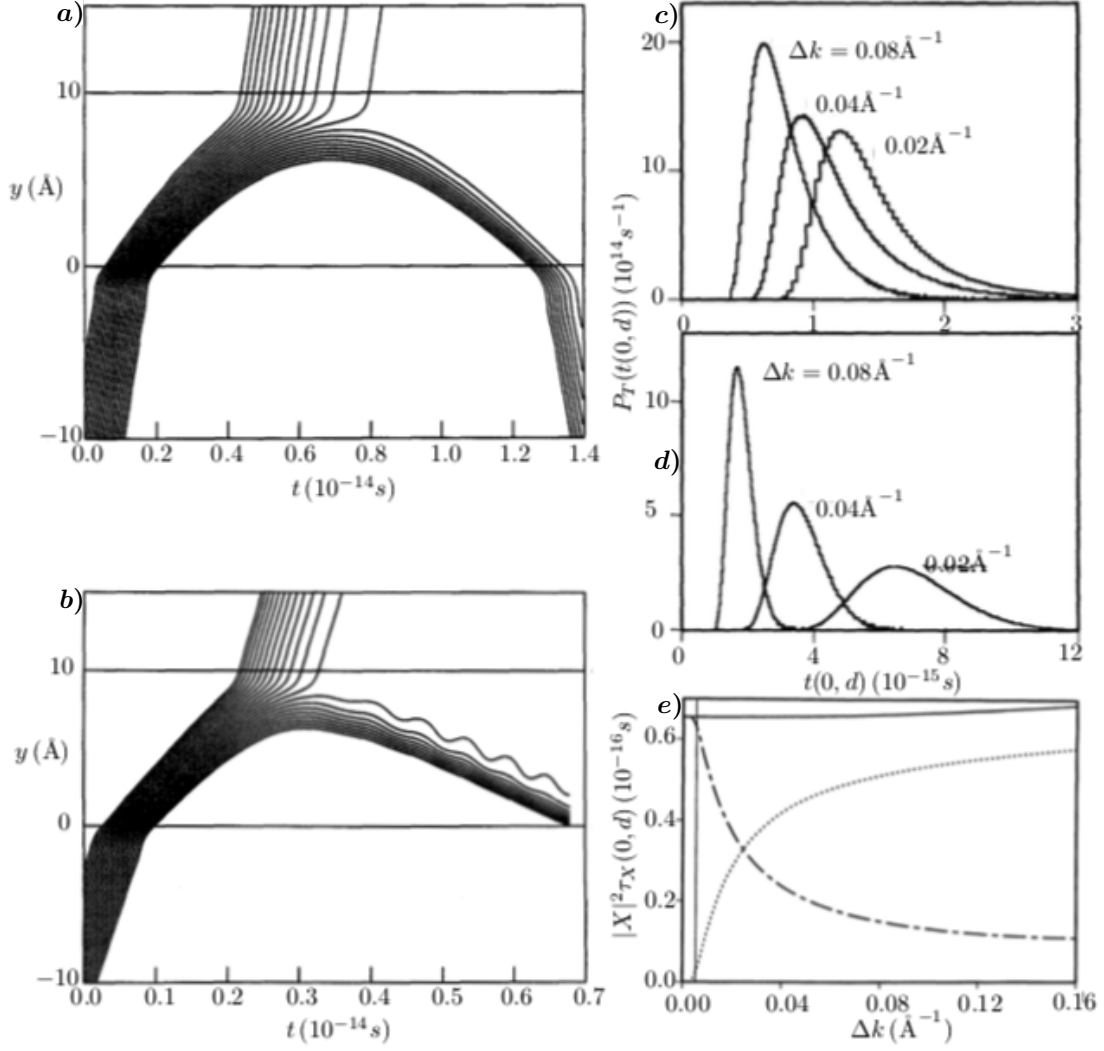 a)
10
y (Å)
0
−10
0.0 0.2 0.4 0.6 0.8 1.0 1.2 1.4
t (10⁻¹⁴s)
b)
10
y (Å)
0
−10
0.0 0.1 0.2 0.3 0.4 0.5 0.6 0.7
t (10⁻¹⁴s)
c)
20
Δk = 0.08Å⁻¹
0.04Å⁻¹
0.02Å⁻¹
10
0
0 1 2 3
P_T(t(0,d)) (10¹⁴s⁻¹)
d)
Δk = 0.08Å⁻¹
10
0.04Å⁻¹
5
0.02Å⁻¹
0
0 4 8 12
t(0,d) (10⁻¹⁵s)
e)
0.6
0.4
0.2
0.0
|X|²τ_X(0,d) (10⁻¹⁶s)
0.00 0.04 0.08 0.12 0.16
Δk (Å⁻¹)